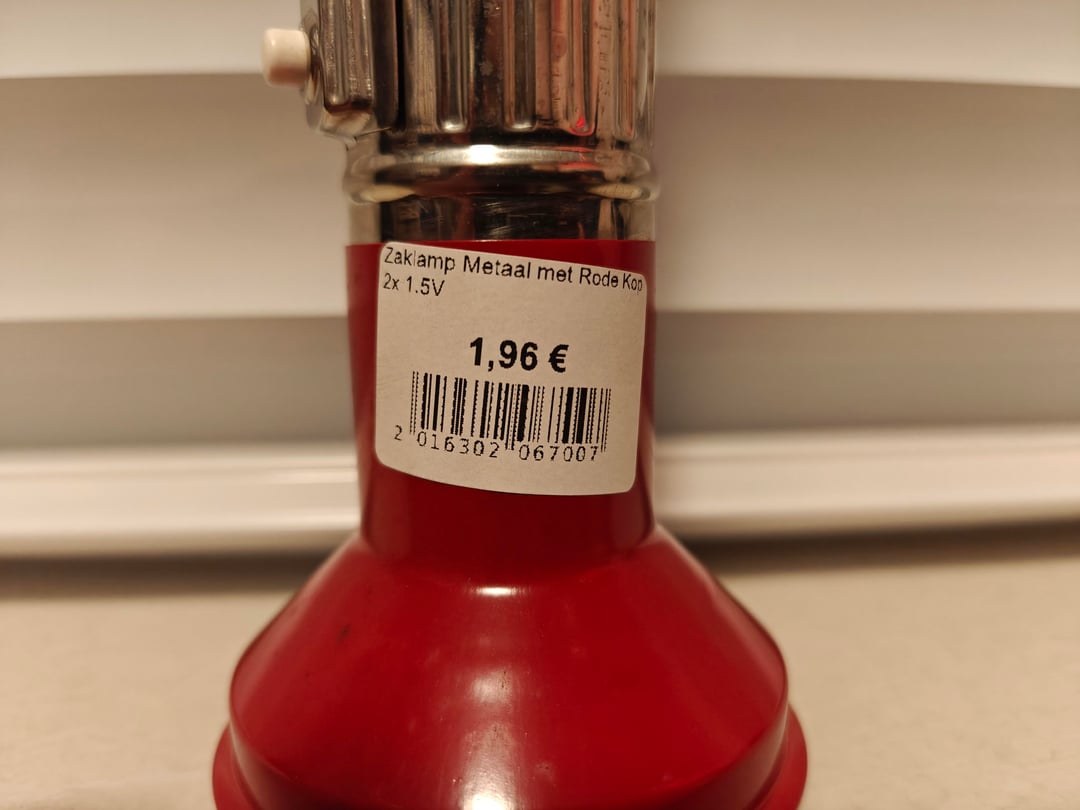 Zaklamp Metaal met Rode Kop
2x 1.5V
1,96 €
2 016302 067007